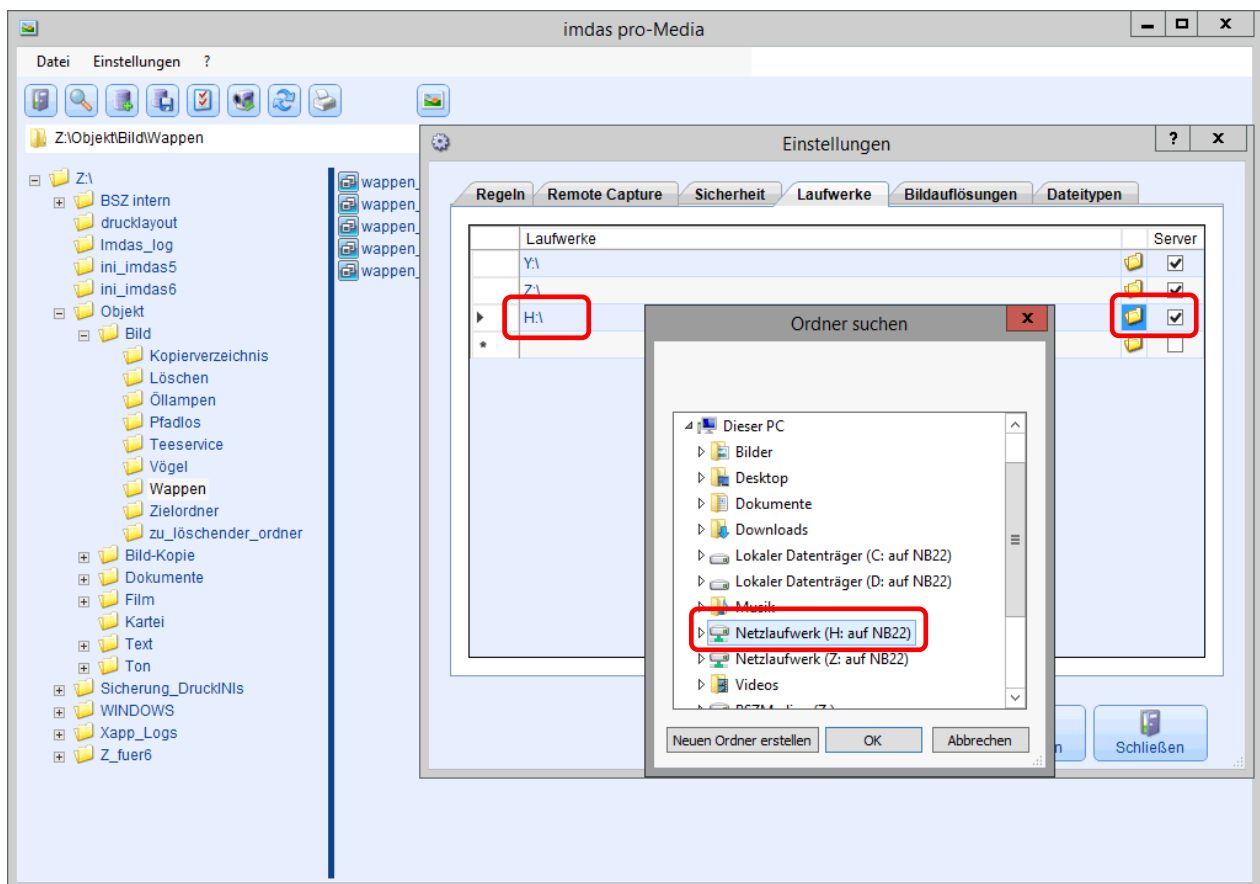 imdas pro-Media
Datei Einstellungen ?
Z:\Objekt\Bild\Wappen
Z:\
BSZ intern
drucklayout
Imdas_log
ini_imdas5
ini_imdas6
Objekt
Bild
Kopierverzeichnis
Löschen
Öllampen
Pfadlos
Teeservice
Vögel
Wappen
Zielordner
zu_löschender_ordner
Bild-Kopie
Dokumente
Film
Kartei
Text
Ton
Sicherung_DruckINIs
WINDOWS
Xapp_Logs
Z_fuer6
wappen_
wappen_
wappen_
wappen_
wappen_
Einstellungen
? x
Regeln Remote Capture Sicherheit Laufwerke Bildauflösungen Dateitypen
Laufwerke Server
Y:\
Z:\
H:\
*
Ordner suchen
Dieser PC
Bilder
Desktop
Dokumente
Downloads
Lokaler Datenträger (C: auf NB22)
Lokaler Datenträger (D: auf NB22)
Musik
Netzlaufwerk (H: auf NB22)
Netzlaufwerk (Z: auf NB22)
Videos
Neuen Ordner erstellen OK Abbrechen
n Schließen